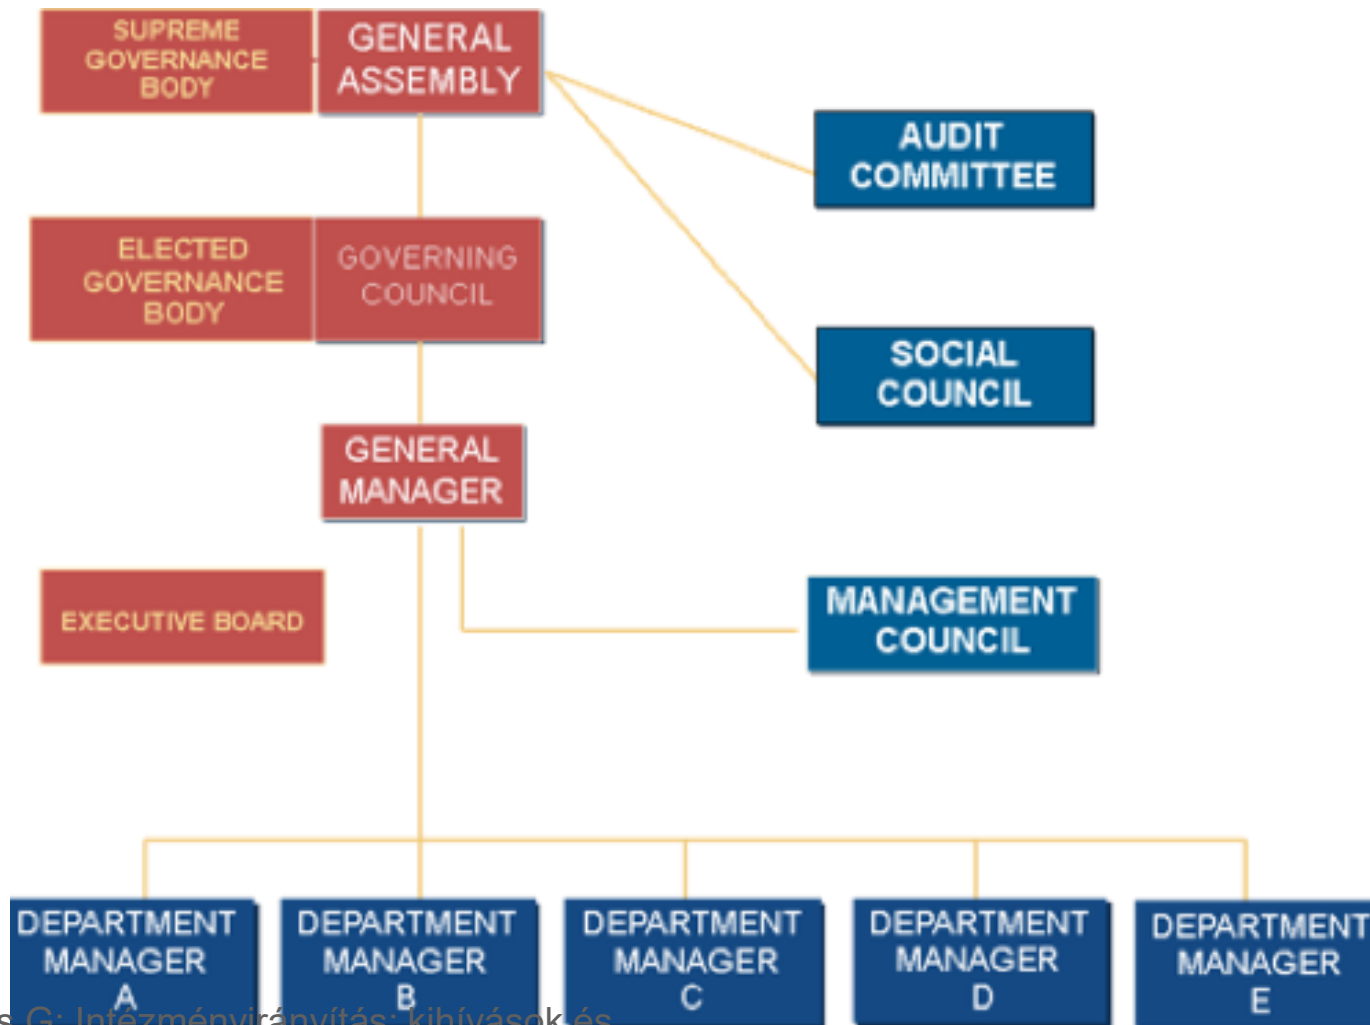 SUPREME
GOVERNANCE
BODY
GENERAL
ASSEMBLY
AUDIT
COMMITTEE
ELECTED
GOVERNANCE
BODY
GOVERNING
COUNCIL
SOCIAL
COUNCIL
GENERAL
MANAGER
EXECUTIVE BOARD
MANAGEMENT
COUNCIL
DEPARTMENT
MANAGER
A
DEPARTMENT
MANAGER
B
DEPARTMENT
MANAGER
C
DEPARTMENT
MANAGER
D
DEPARTMENT
MANAGER
E
s G: Intézményirányítás: kihívások és